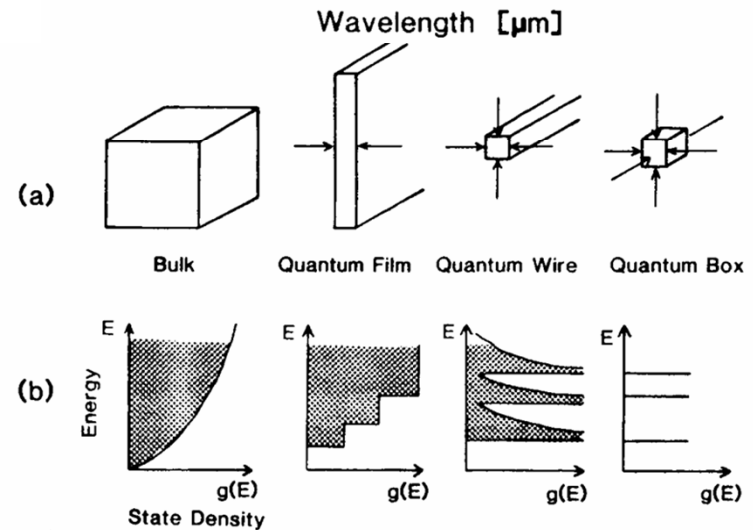 Wavelength [µm]
(a)
Bulk
Quantum Film
Quantum Wire
Quantum Box
(b)
Energy
E
g(E)
State Density
E
g(E)
E
g(E)
E
g(E)